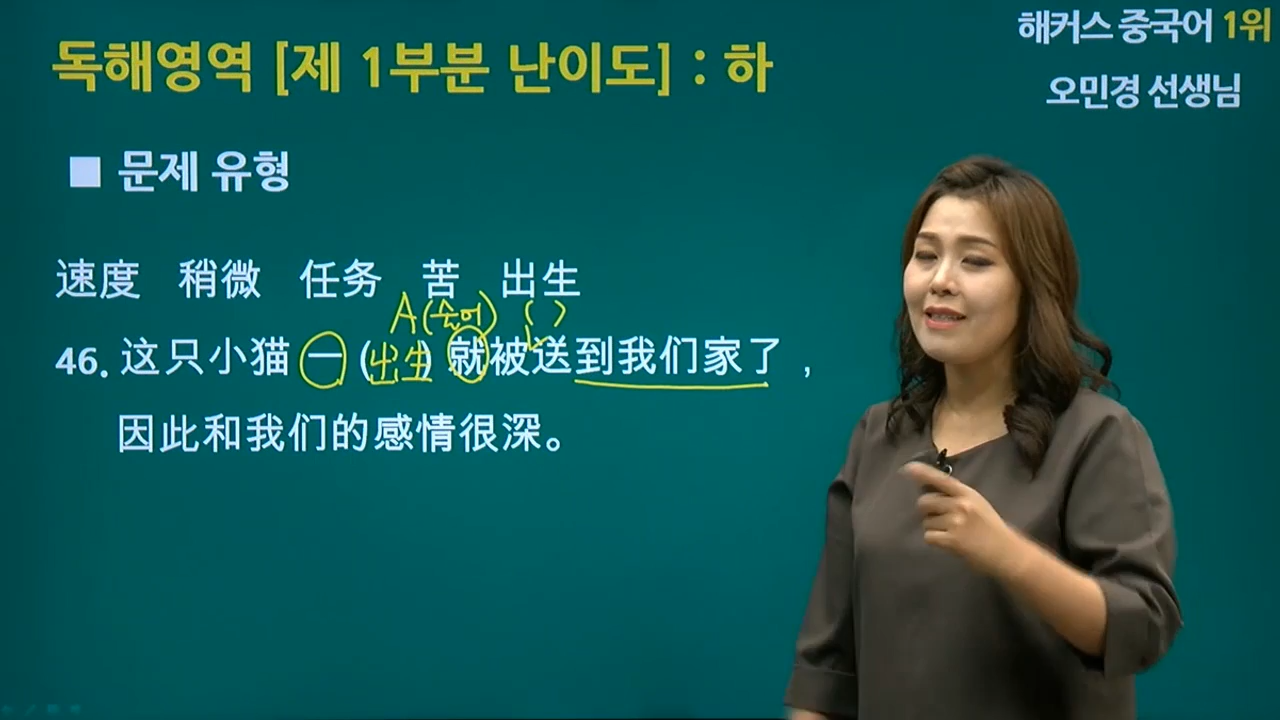 해커스 중국어 1위
독해영역 [제 1부분 난이도] : 하
오민경 선생님
■ 문제 유형
速度 稍微 任务 苦 出生
A(술어) ( )
46. 这只小猫 一 (出生) 就被送到我们家了，
因此和我们的感情很深。